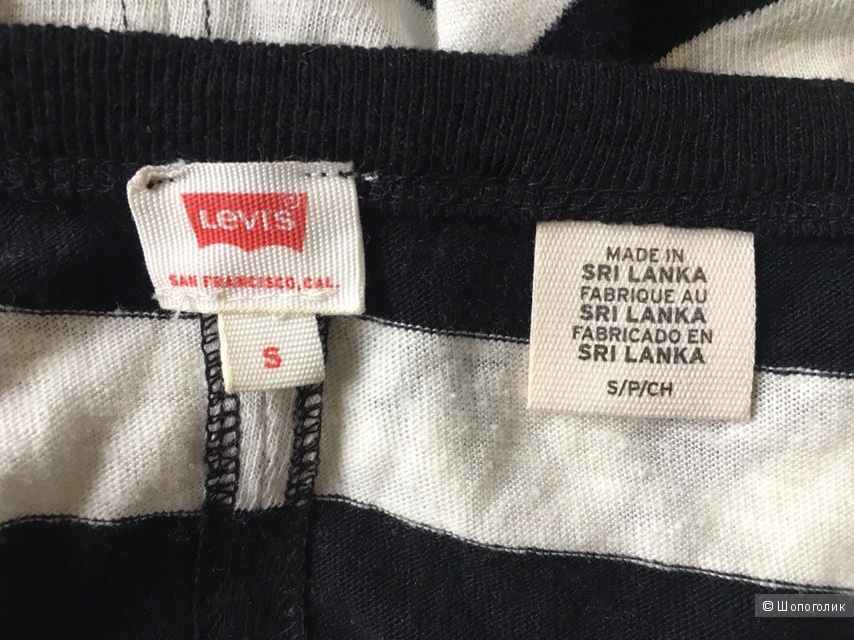 LEVI'S
SAN FRANCISCO, CAL.
S
MADE IN
SRI LANKA
FABRIQUE AU
SRI LANKA
FABRICADO EN
SRI LANKA
S/P/CH
© Шопоголик